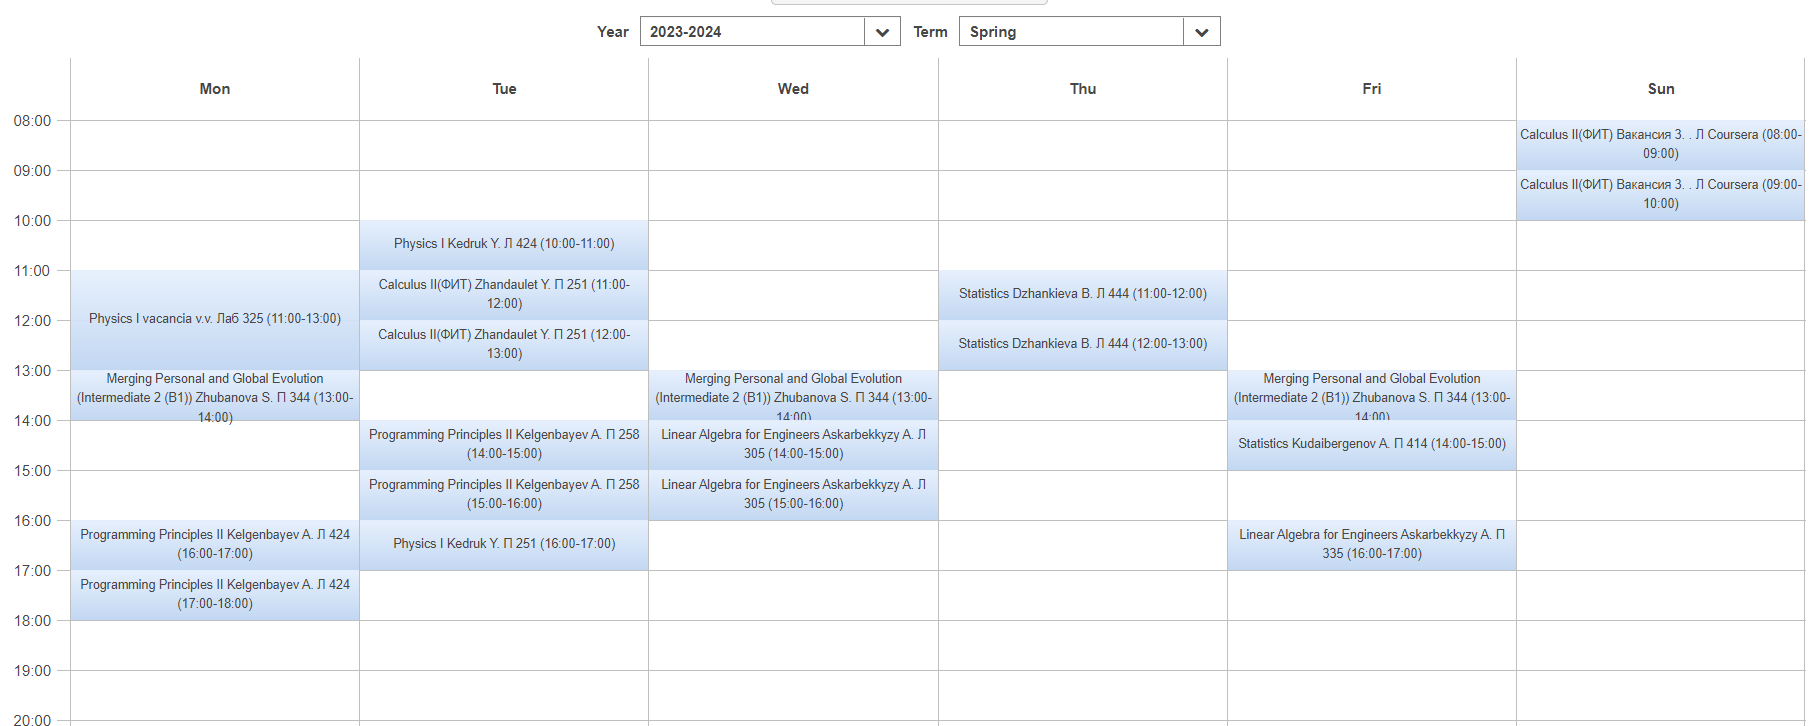 Year 2023-2024 Term Spring
Mon Tue Wed Thu Fri Sun
08:00
Calculus II(ФИТ) Вакансия 3. . Л Coursera (08:00-
09:00)
09:00
Calculus II(ФИТ) Вакансия 3. . Л Coursera (09:00-
10:00)
10:00
Physics I Kedruk Y. Л 424 (10:00-11:00)
11:00
Physics I vacancia v.v. Лаб 325 (11:00-13:00)
Calculus II(ФИТ) Zhandaulet Y. П 251 (11:00-
12:00)
Statistics Dzhankieva B. Л 444 (11:00-12:00)
12:00
Calculus II(ФИТ) Zhandaulet Y. П 251 (12:00-
13:00)
Statistics Dzhankieva B. Л 444 (12:00-13:00)
13:00
Merging Personal and Global Evolution
(Intermediate 2 (B1)) Zhubanova S. П 344 (13:00-
14:00)
Merging Personal and Global Evolution
(Intermediate 2 (B1)) Zhubanova S. П 344 (13:00-
14:00)
Merging Personal and Global Evolution
(Intermediate 2 (B1)) Zhubanova S. П 344 (13:00-
14:00)
14:00
Programming Principles II Kelgenbayev A. П 258
(14:00-15:00)
Linear Algebra for Engineers Askarbekkyzy A. Л
305 (14:00-15:00)
Statistics Kudaibergenov A. П 414 (14:00-15:00)
15:00
Programming Principles II Kelgenbayev A. П 258
(15:00-16:00)
Linear Algebra for Engineers Askarbekkyzy A. Л
305 (15:00-16:00)
16:00
Programming Principles II Kelgenbayev A. Л 424
(16:00-17:00)
Physics I Kedruk Y. П 251 (16:00-17:00)
Linear Algebra for Engineers Askarbekkyzy A. П
335 (16:00-17:00)
17:00
Programming Principles II Kelgenbayev A. Л 424
(17:00-18:00)
18:00
19:00
20:00